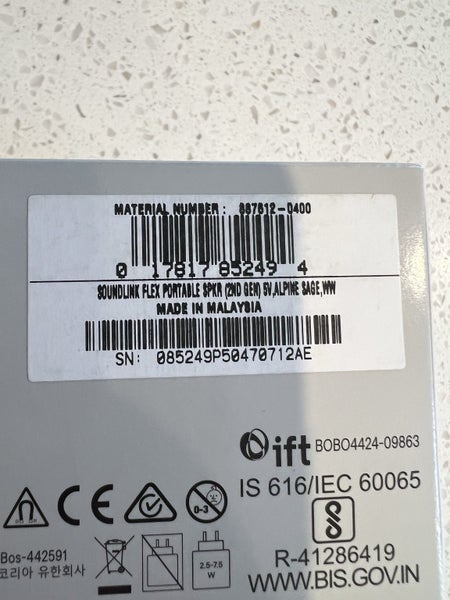 MATERIAL NUMBER: 887612-0400
0 17817 85249 4
SOUNDLINK FLEX PORTABLE SPKR (2ND GEN) 5V,ALPINE SAGE,WW
MADE IN MALAYSIA
SN: 085249P50470712AE
ift BOBO4424-09863
IS 616/IEC 60065
0-3
Bos-442591
코리아 유한회사
2.5-7.5
W
R-41286419
WWW.BIS.GOV.IN